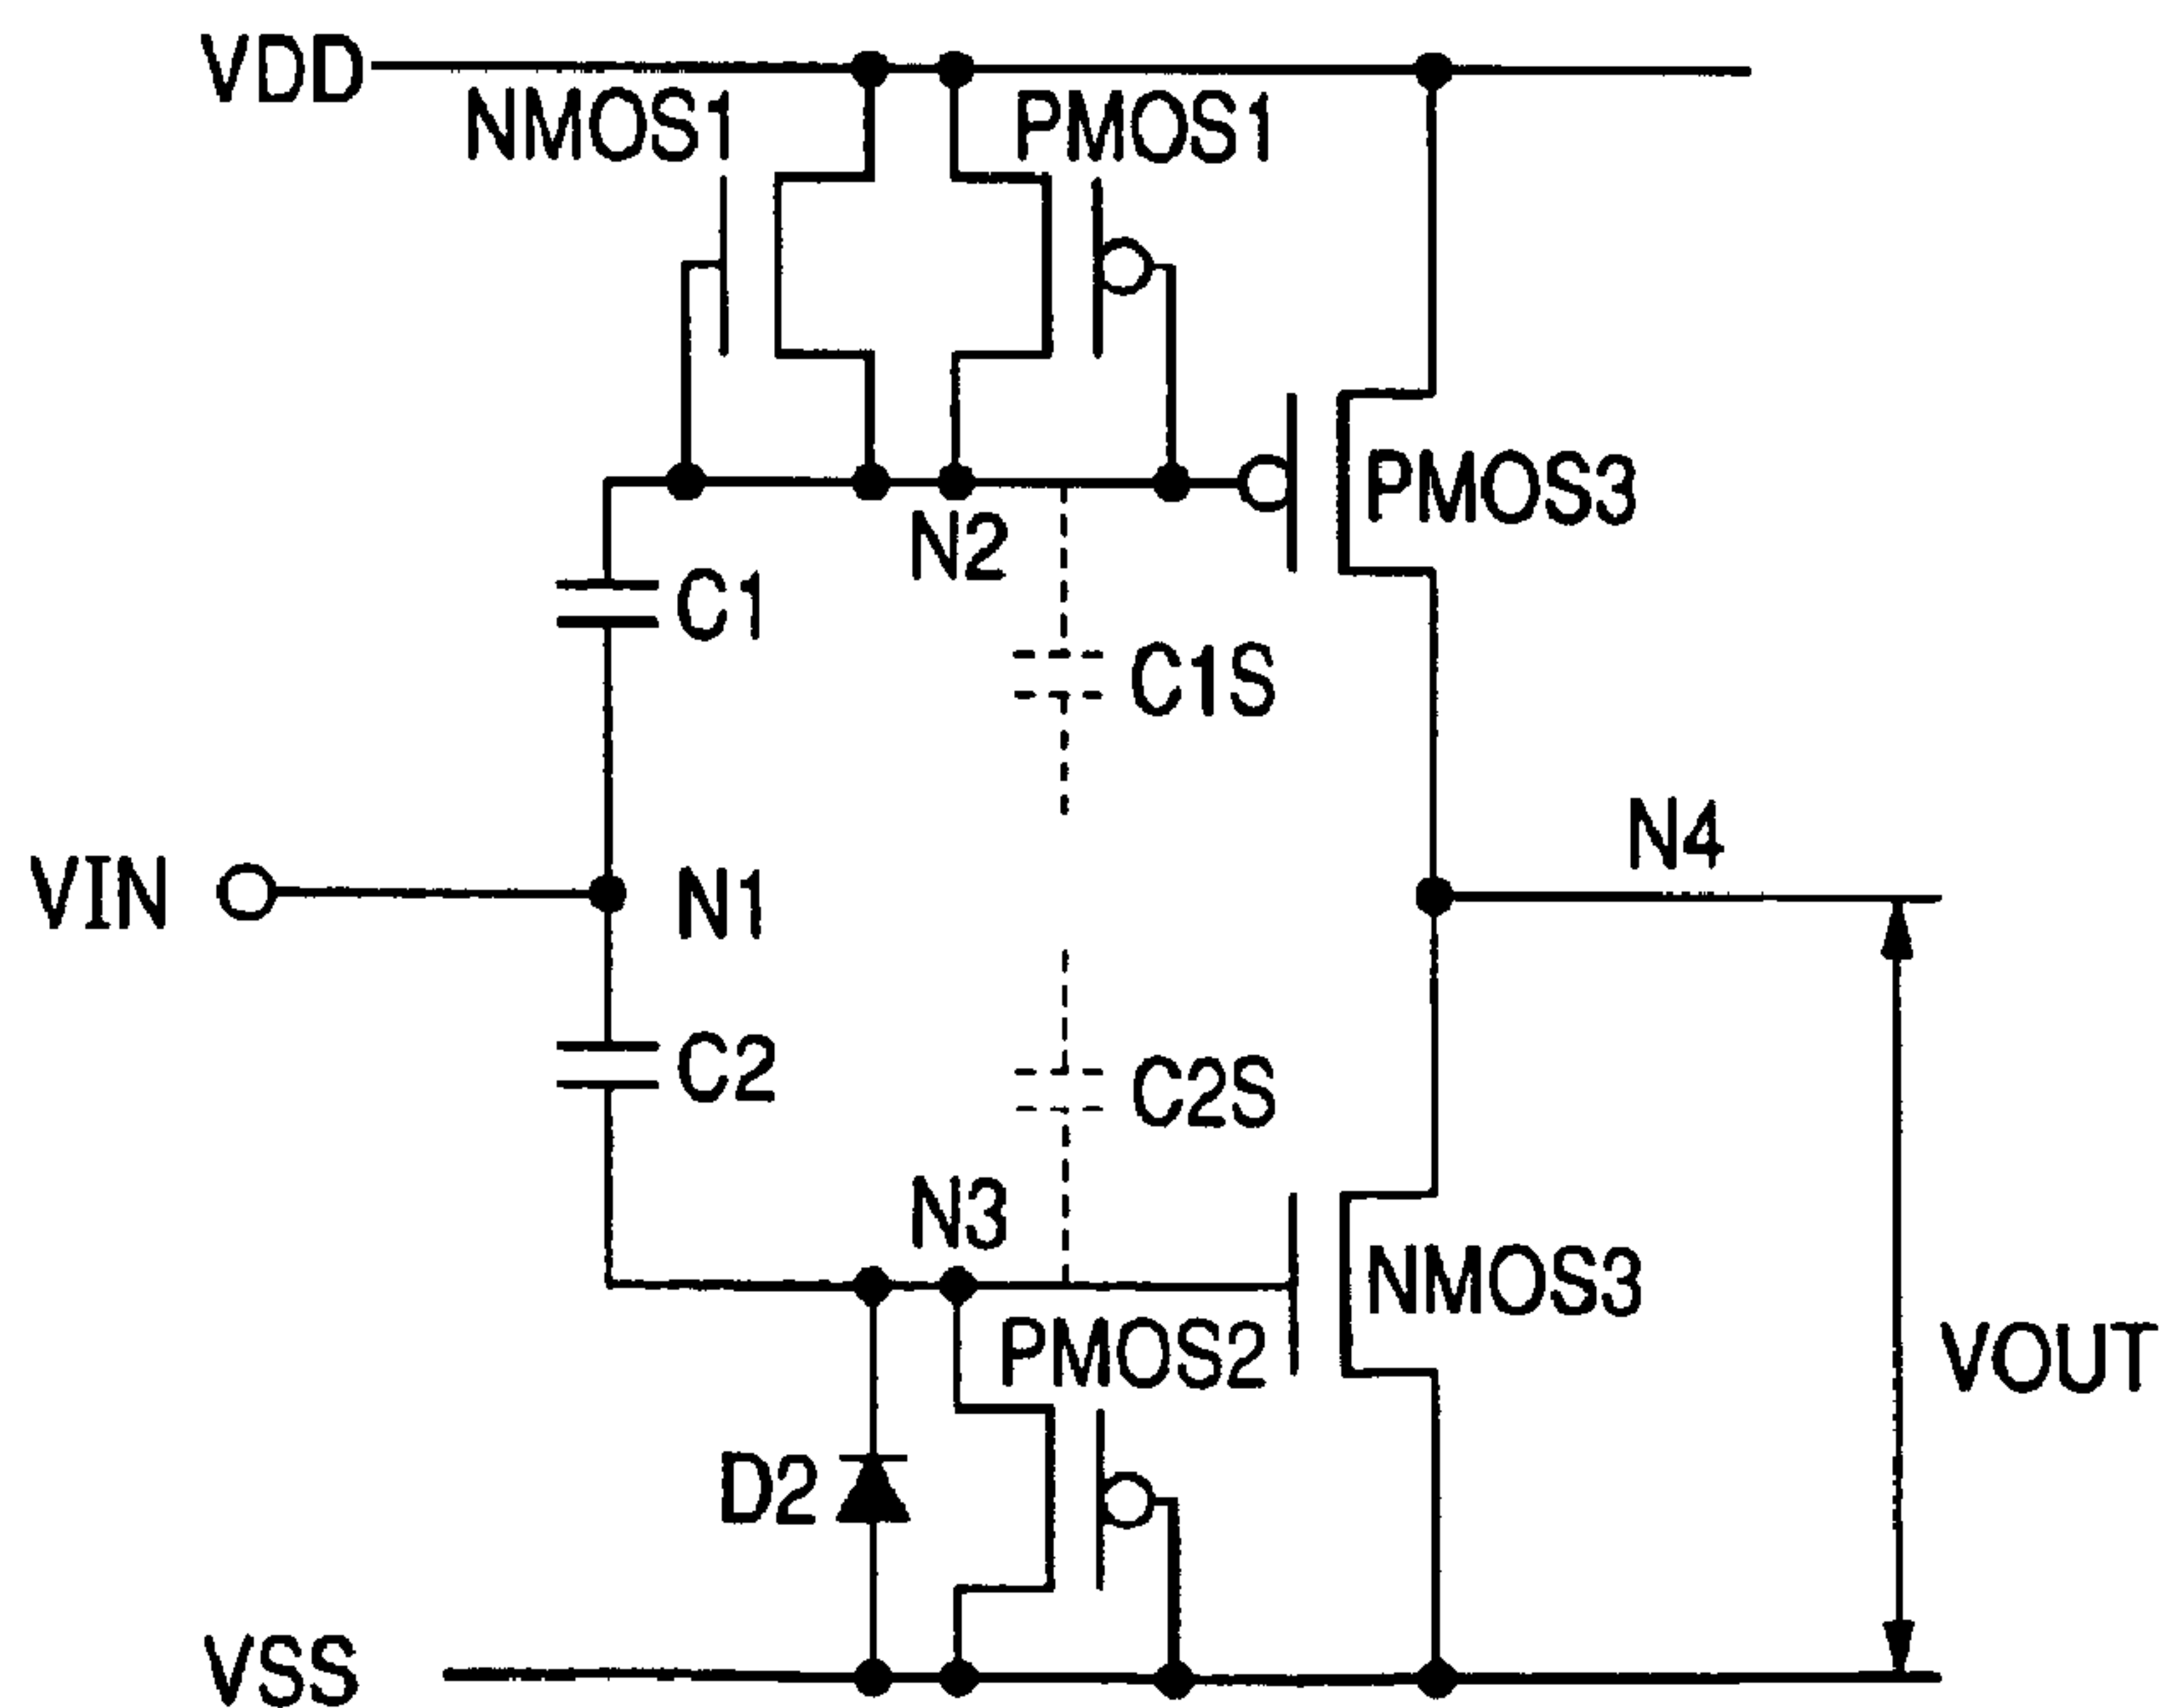 VDD
NMOS1
PMOS1
PMOS3
N2
C1
C1S
N4
VIN
N1
C2
C2S
N3
NMOS3
PMOS2
VOUT
D2
VSS